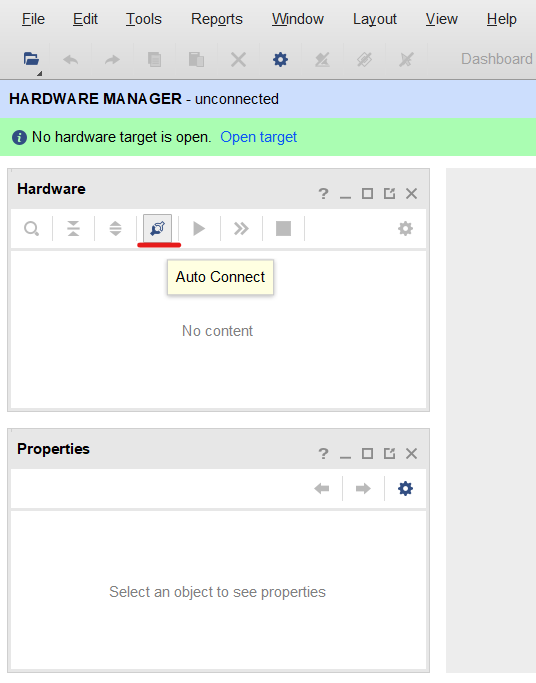 File Edit Tools Reports Window Layout View Help
Dashboard
HARDWARE MANAGER - unconnected
No hardware target is open. Open target
Hardware
Auto Connect
No content
Properties
Select an object to see properties